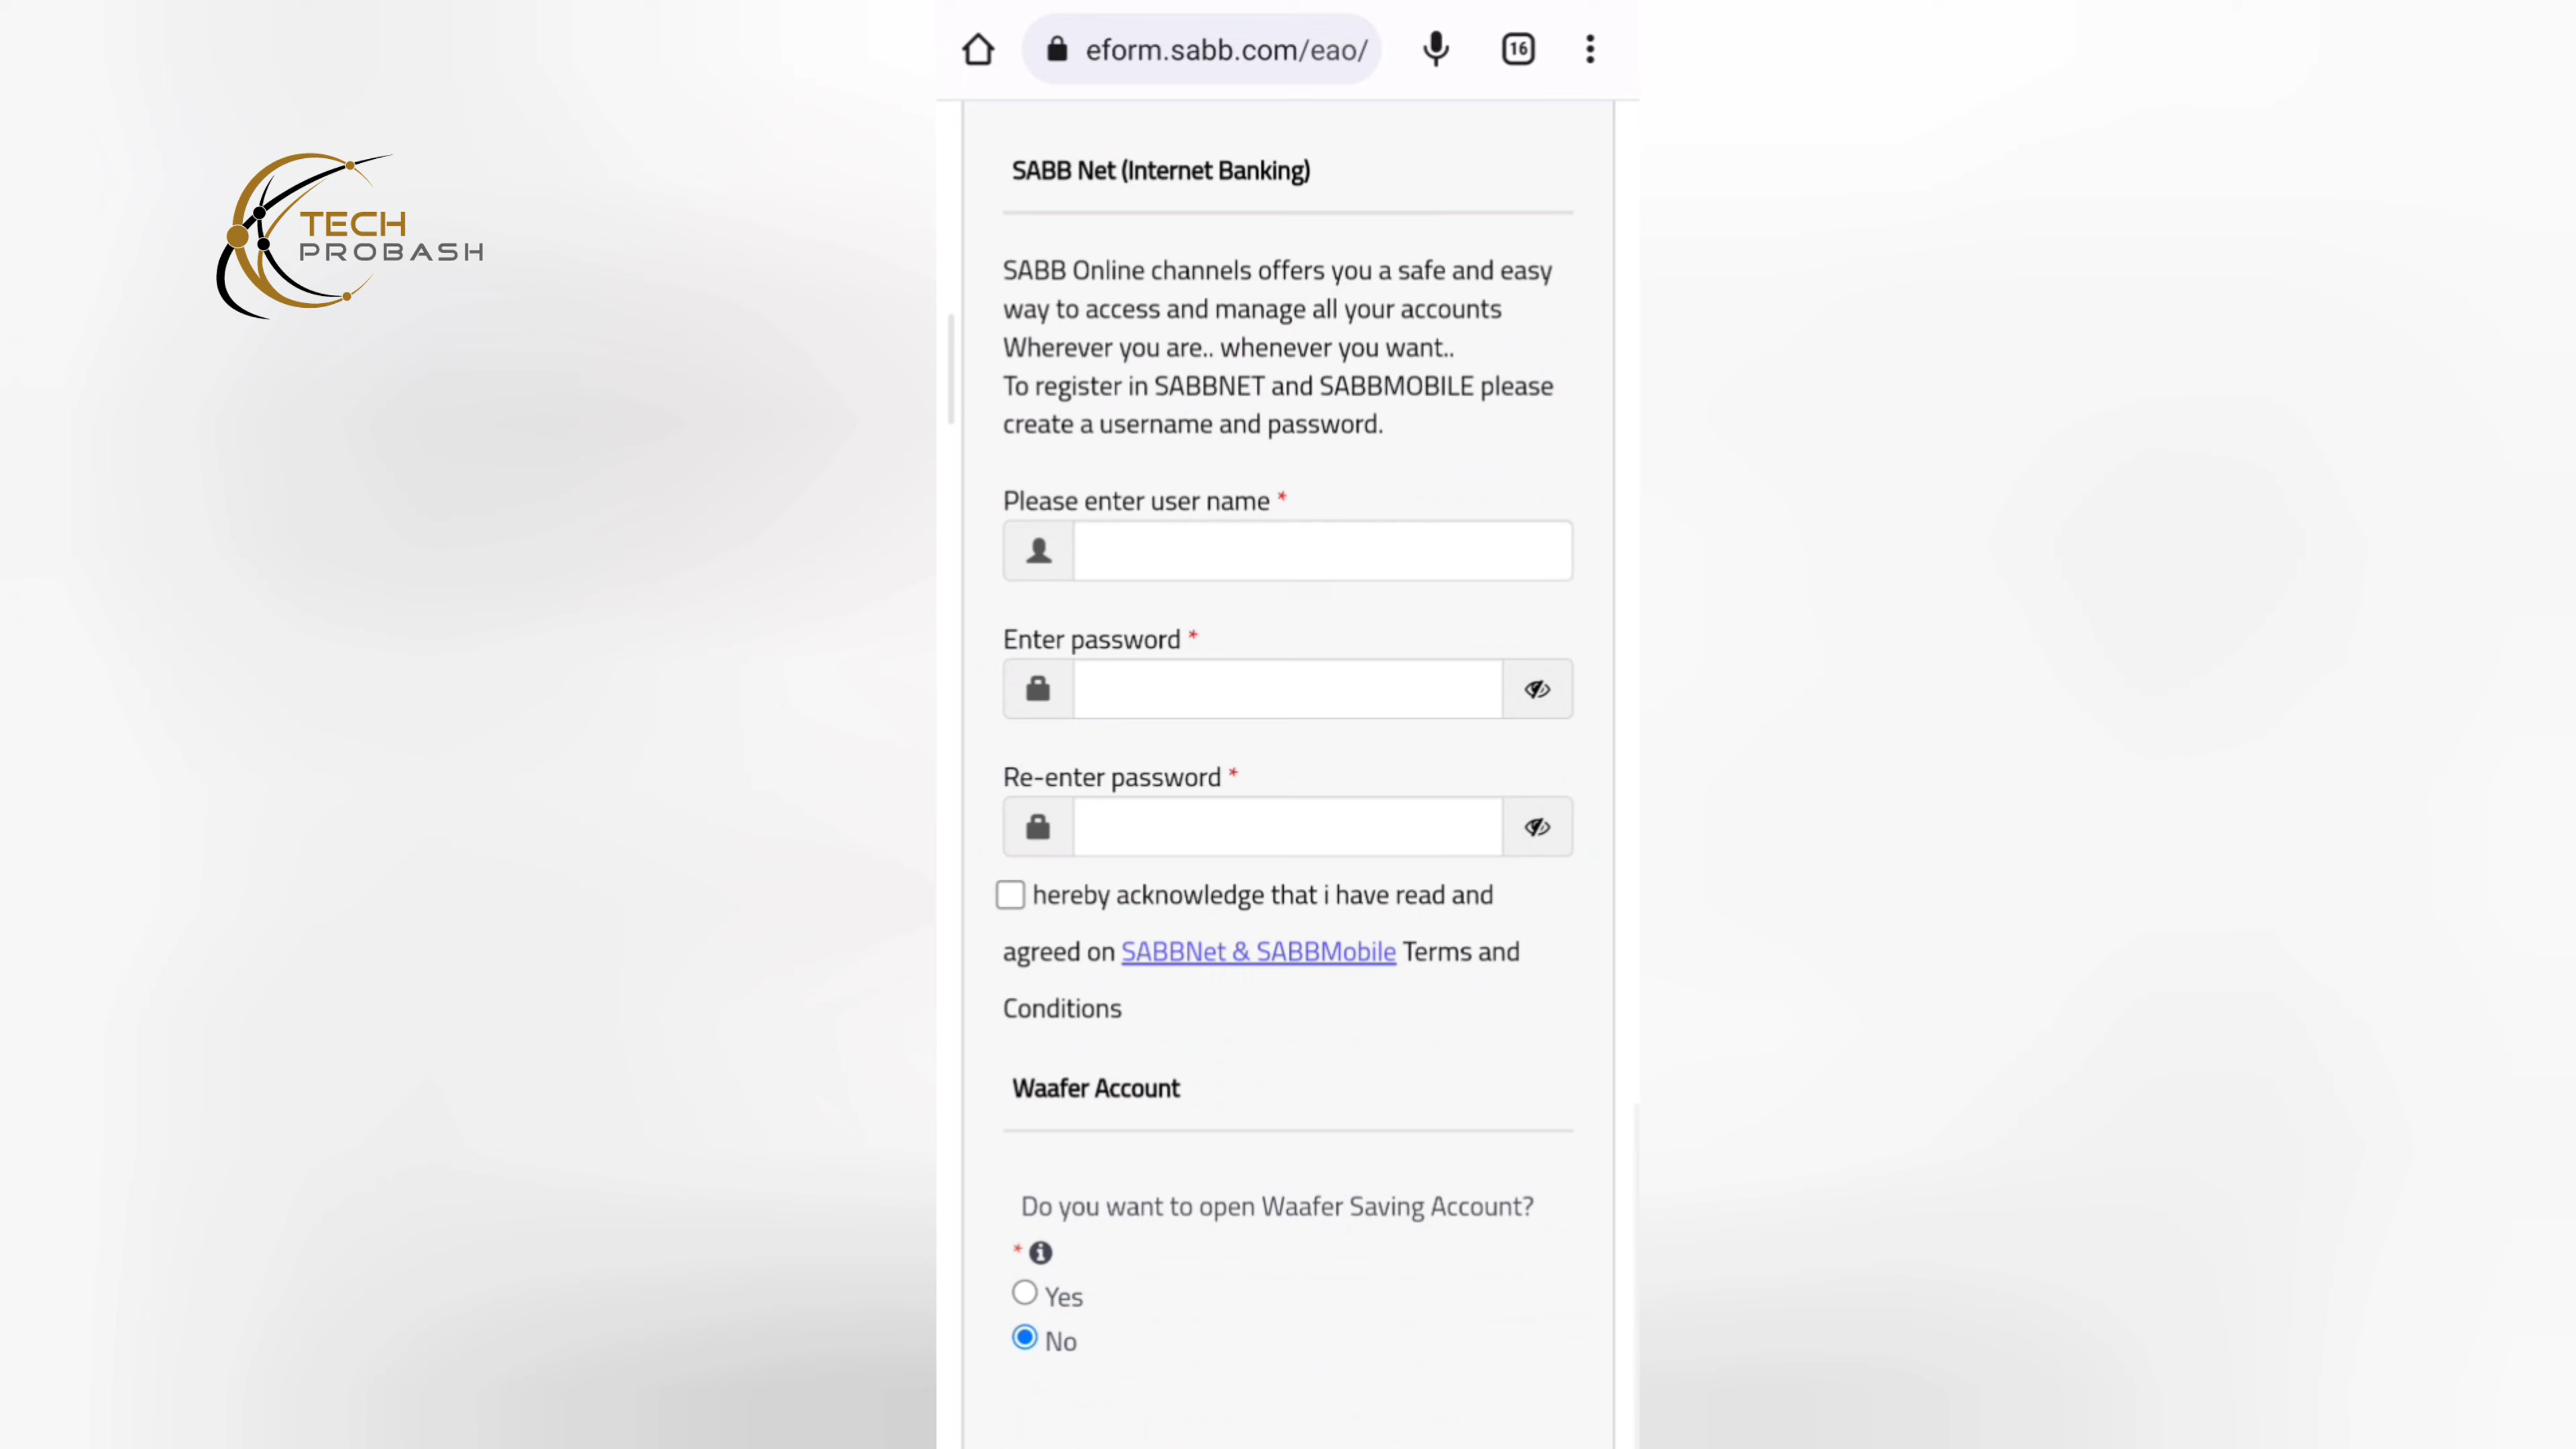 eform.sabb.com/eao/
16
TECH
PROBASH
SABB Net (Internet Banking)
SABB Online channels offers you a safe and easy
way to access and manage all your accounts
Wherever you are.. whenever you want..
To register in SABBNET and SABBMOBILE please
create a username and password.
Please enter user name *
Enter password *
Re-enter password *
hereby acknowledge that i have read and
agreed on SABBNet & SABBMobile Terms and
Conditions
Waafer Account
Do you want to open Waafer Saving Account?
*
Yes
No